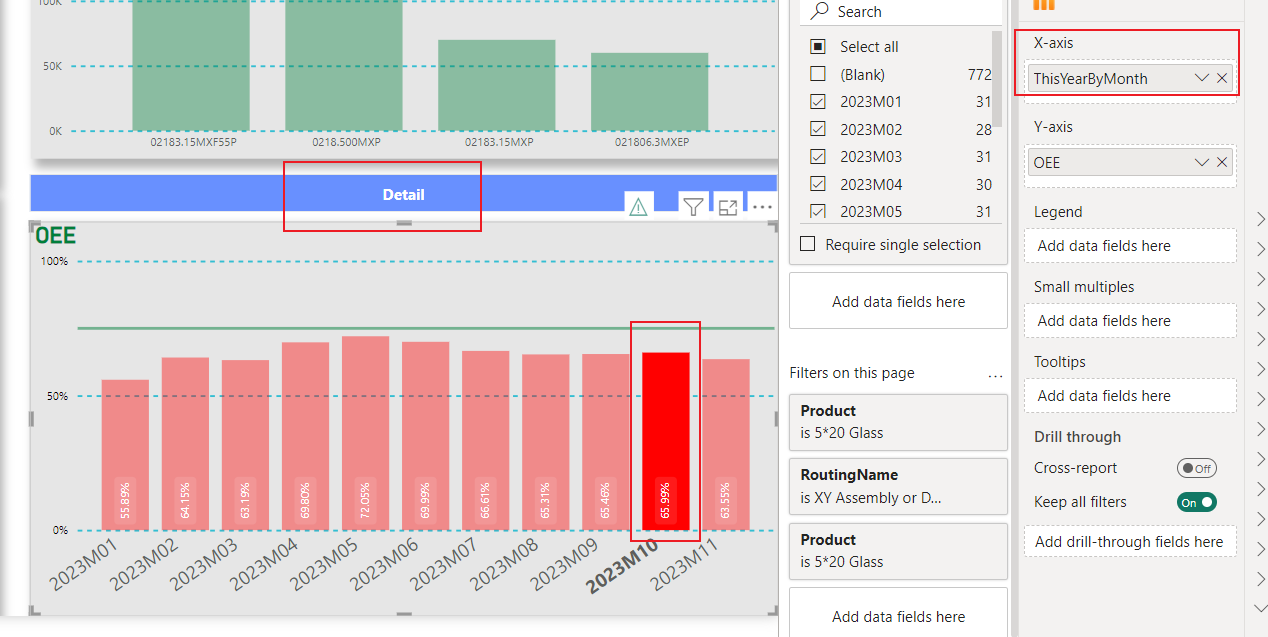 100K
50K
0K
02183.15MXF55P
0218.500MXP
02183.15MXP
021806.3MXEP
Detail
OEE
100%
50%
0%
55.89%
64.15%
63.19%
69.80%
72.05%
69.99%
66.61%
65.31%
65.46%
65.99%
63.55%
2023M01
2023M02
2023M03
2023M04
2023M05
2023M06
2023M07
2023M08
2023M09
2023M10
2023M11
Search
Select all
(Blank) 772
2023M01 31
2023M02 28
2023M03 31
2023M04 30
2023M05 31
Require single selection
Add data fields here
Filters on this page
...
Product
is 5*20 Glass
RoutingName
is XY Assembly or D...
Product
is 5*20 Glass
Add data fields here
X-axis
ThisYearByMonth
Y-axis
OEE
Legend
Add data fields here
Small multiples
Add data fields here
Tooltips
Add data fields here
Drill through
Cross-report Off
Keep all filters On
Add drill-through fields here